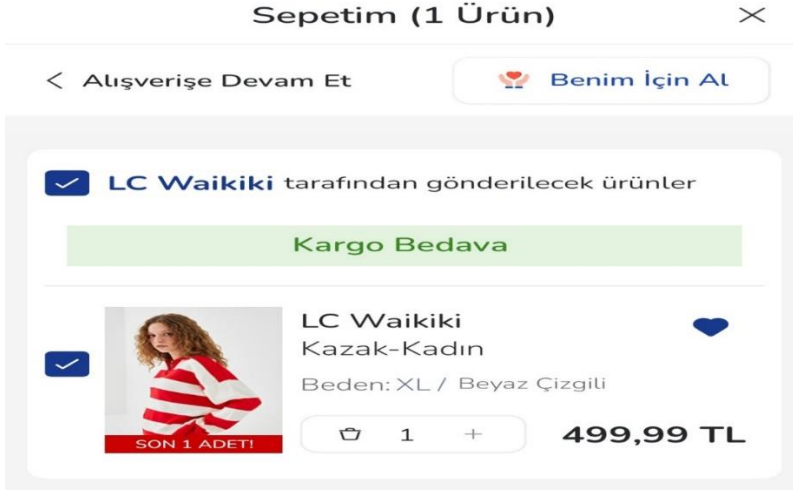 Sepetim (1 Ürün)
Alışverişe Devam Et
Benim İçin Al
LC Waikiki tarafından gönderilecek ürünler
Kargo Bedava
LC Waikiki
Kazak-Kadın
Beden: XL / Beyaz Çizgili
SON 1 ADET!
1 +
499,99 TL